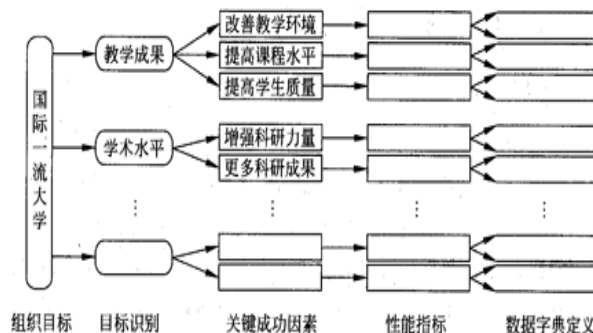 国际一流大学
教学成果
改善教学环境
提高课程水平
提高学生质量
学术水平
增强科研力量
更多科研成果
组织目标 目标识别 关键成功因素 性能指标 数据字典定义